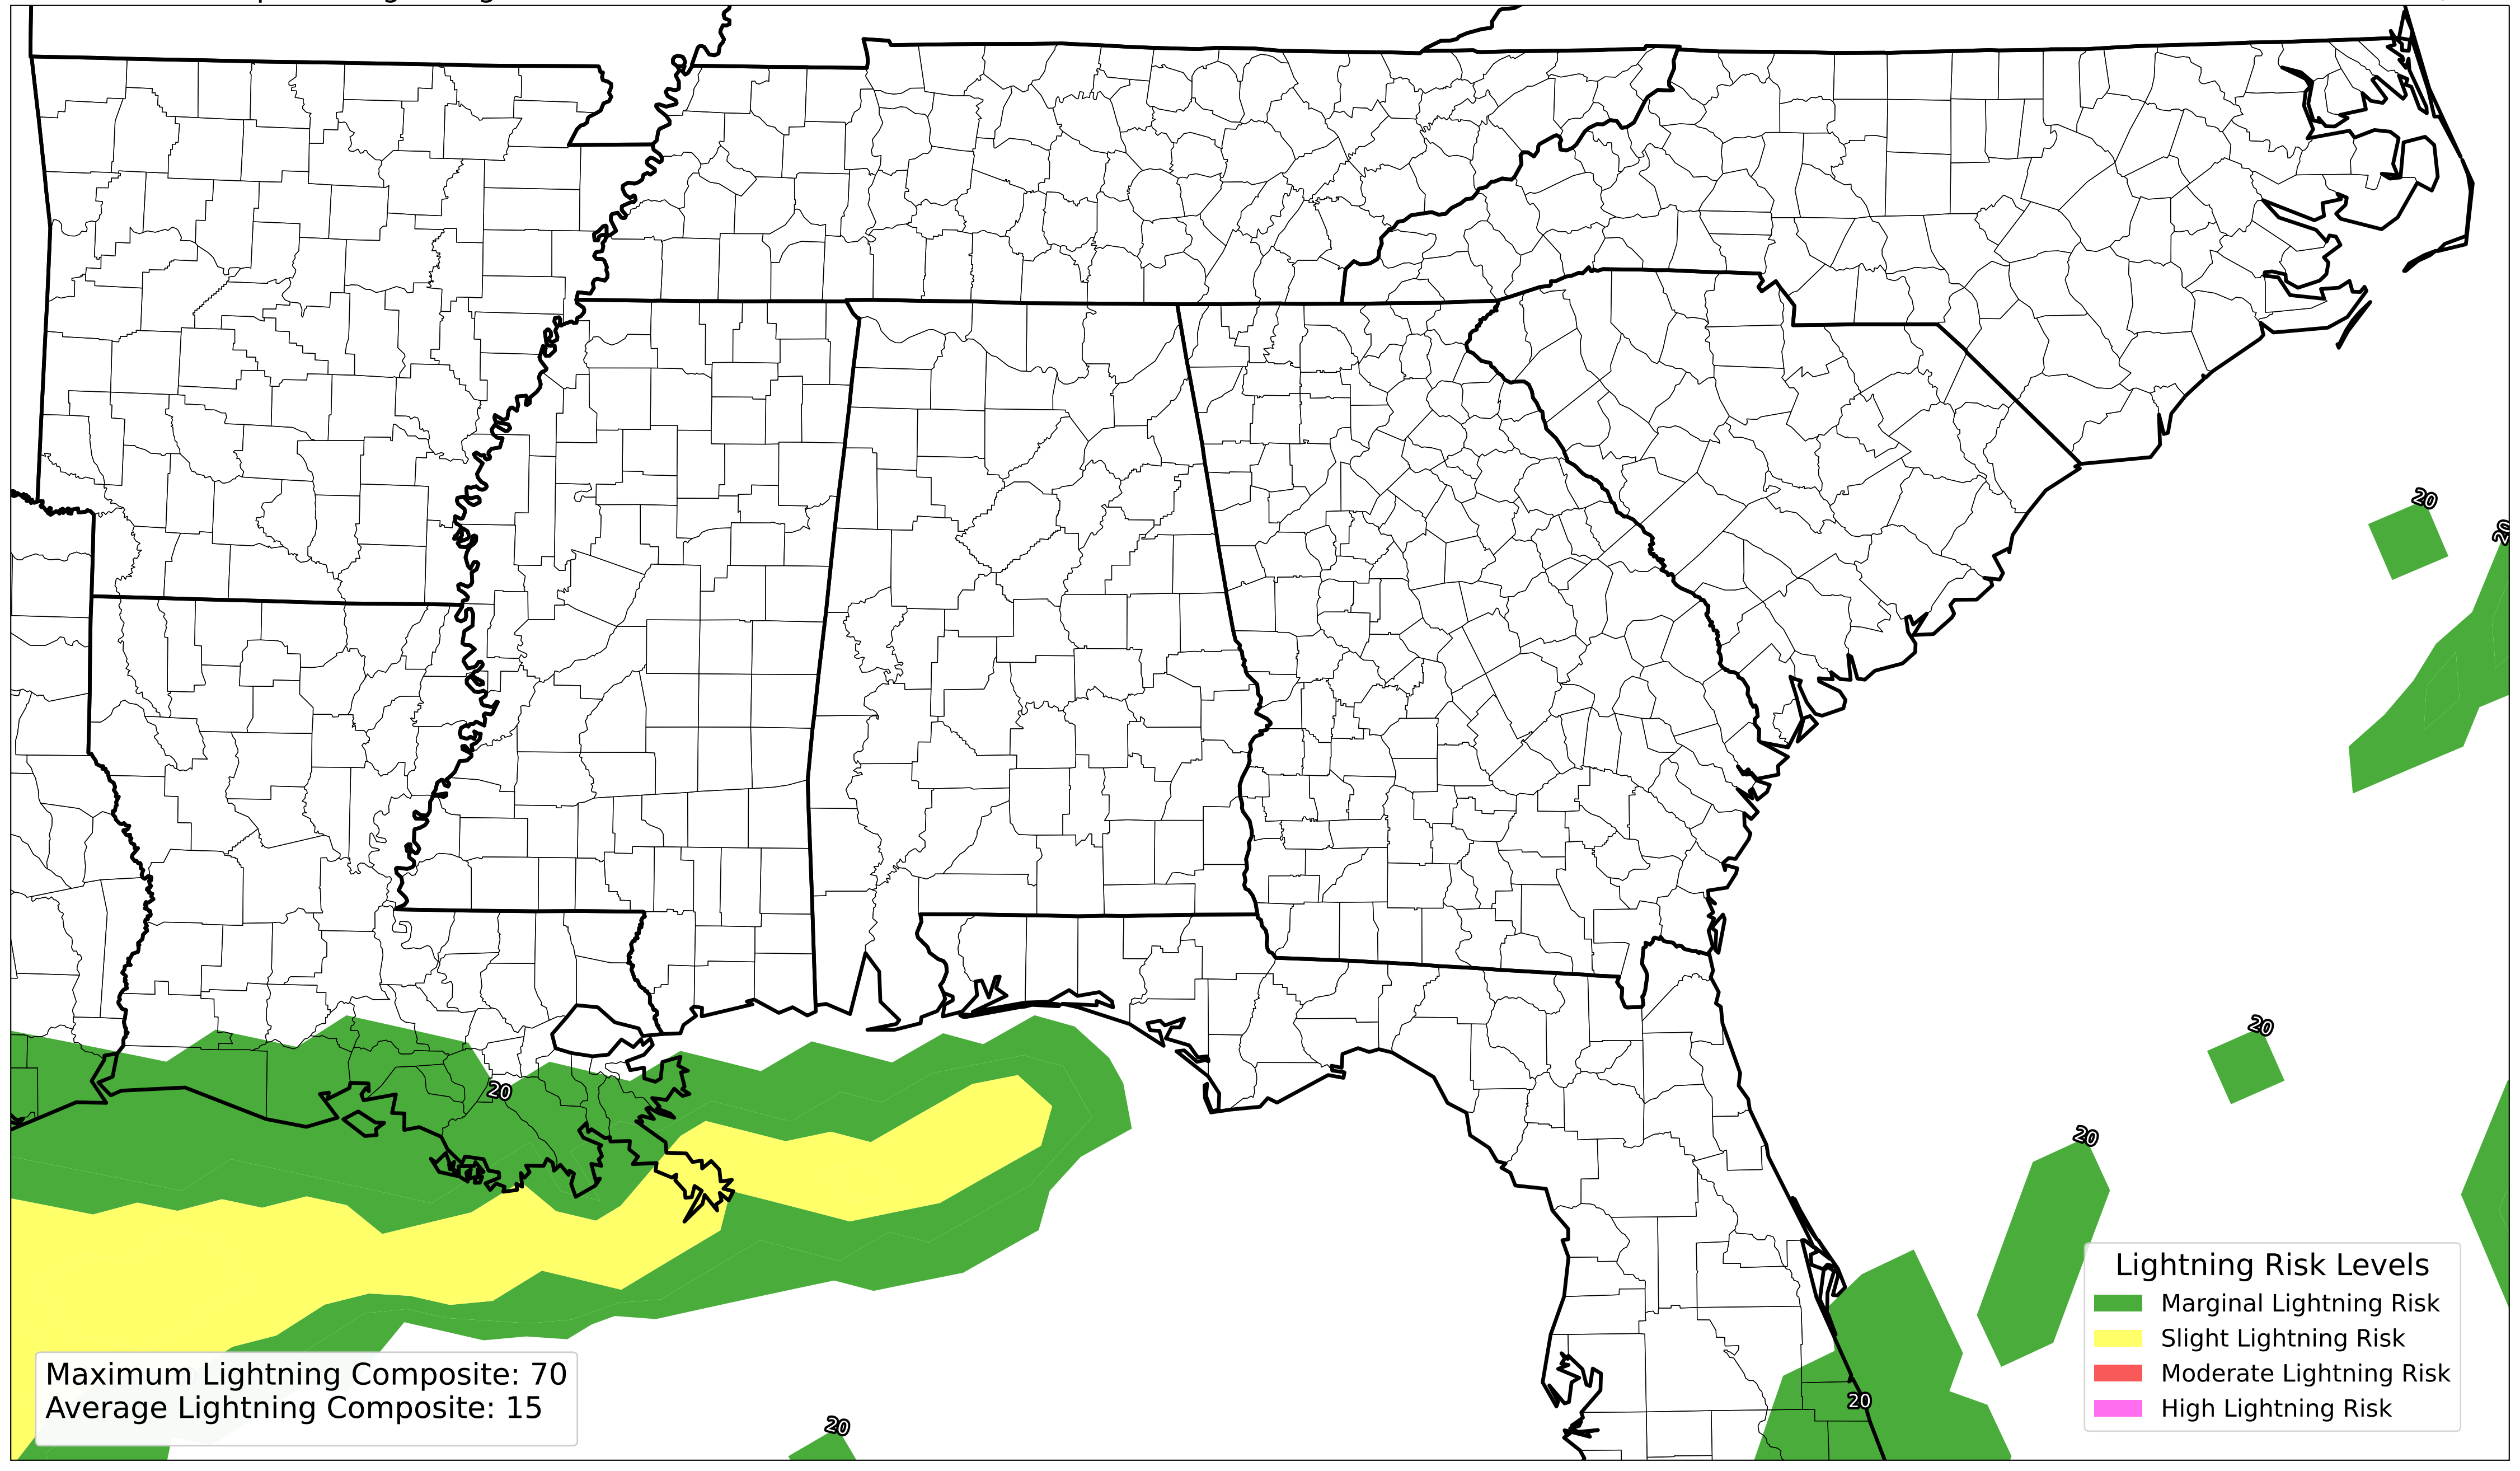 20
20
20
20
20
Lightning Risk Levels
Marginal Lightning Risk
Slight Lightning Risk
Moderate Lightning Risk
High Lightning Risk
Maximum Lightning Composite: 70
Average Lightning Composite: 15
20
20